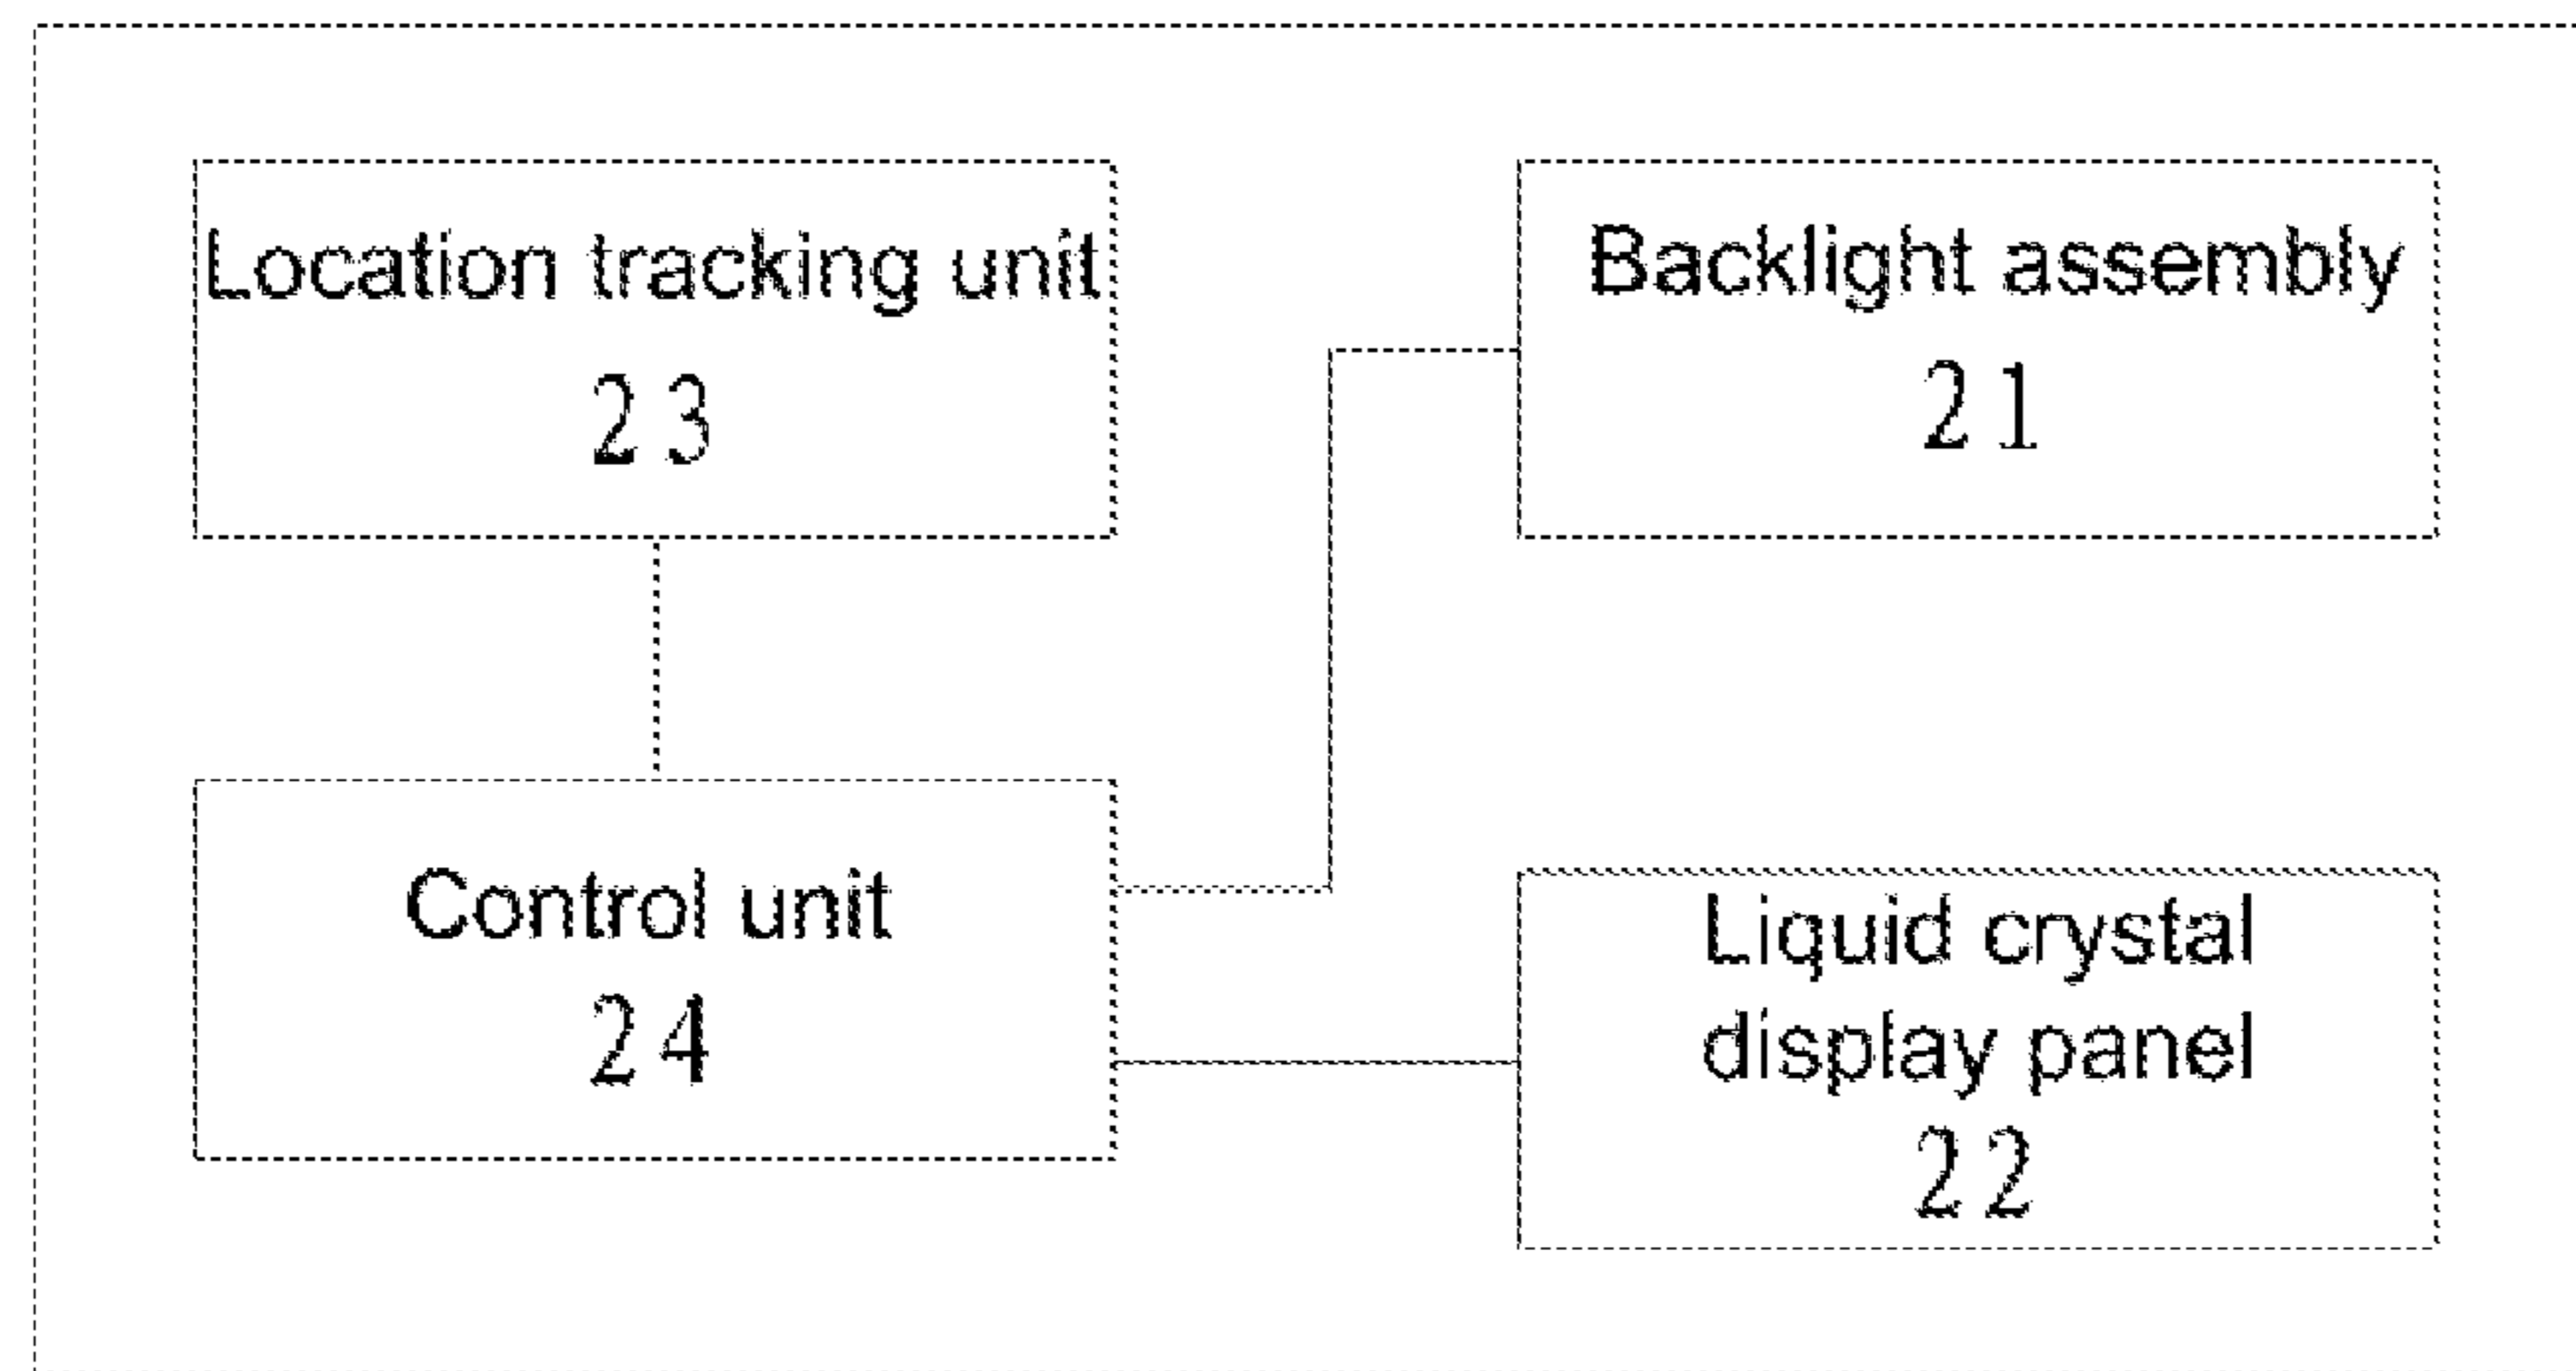 Location tracking unit
23
Backlight assembly
21
Control unit
24
Liquid crystal
display panel
22